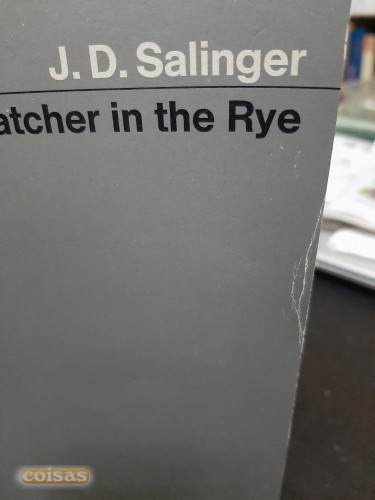 J. D. Salinger
atcher in the Rye
coisas